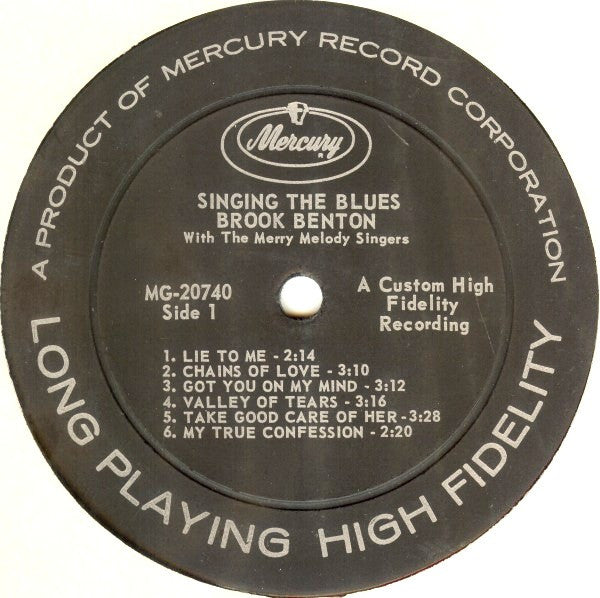 A PRODUCT OF MERCURY RECORD CORPORATION
Mercury
R
SINGING THE BLUES
BROOK BENTON
With The Merry Melody Singers
MG-20740
Side 1
A Custom High
Fidelity
Recording
1. LIE TO ME - 2:14
2. CHAINS OF LOVE - 3:10
3. GOT YOU ON MY MIND - 3:12
4. VALLEY OF TEARS - 3:16
5. TAKE GOOD CARE OF HER - 3:28
6. MY TRUE CONFESSION - 2:20
LONG PLAYING HIGH FIDELITY